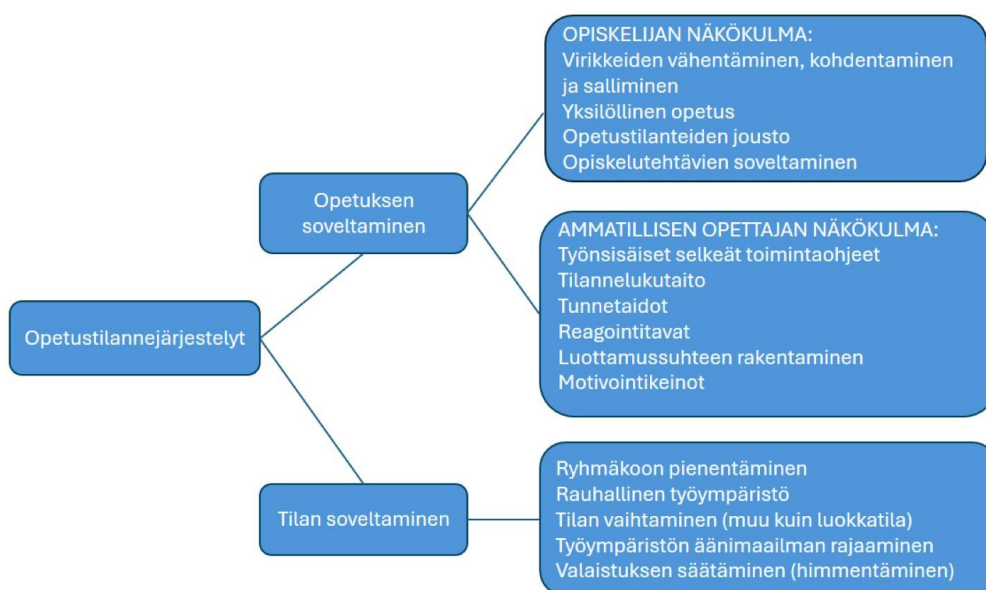 Opetustilannejärjestelyt
Opetuksen
soveltaminen
OPISKELIJAN NÄKÖKULMA:
Virikkeiden vähentäminen, kohdentaminen
ja salliminen
Yksilöllinen opetus
Opetustilanteiden jousto
Opiskelutehtävien soveltaminen
AMMATILLISEN OPETTAJAN NÄKÖKULMA:
Työnsisäiset selkeät toimintaohjeet
Tilannelukutaito
Tunnetaidot
Reagointitavat
Luottamussuhteen rakentaminen
Motivointikeinot
Tilan soveltaminen
Ryhmäkoon pienentäminen
Rauhallinen työympäristö
Tilan vaihtaminen (muu kuin luokkatila)
Työympäristön äänimaailman rajaaminen
Valaistuksen säätäminen (himmentäminen)